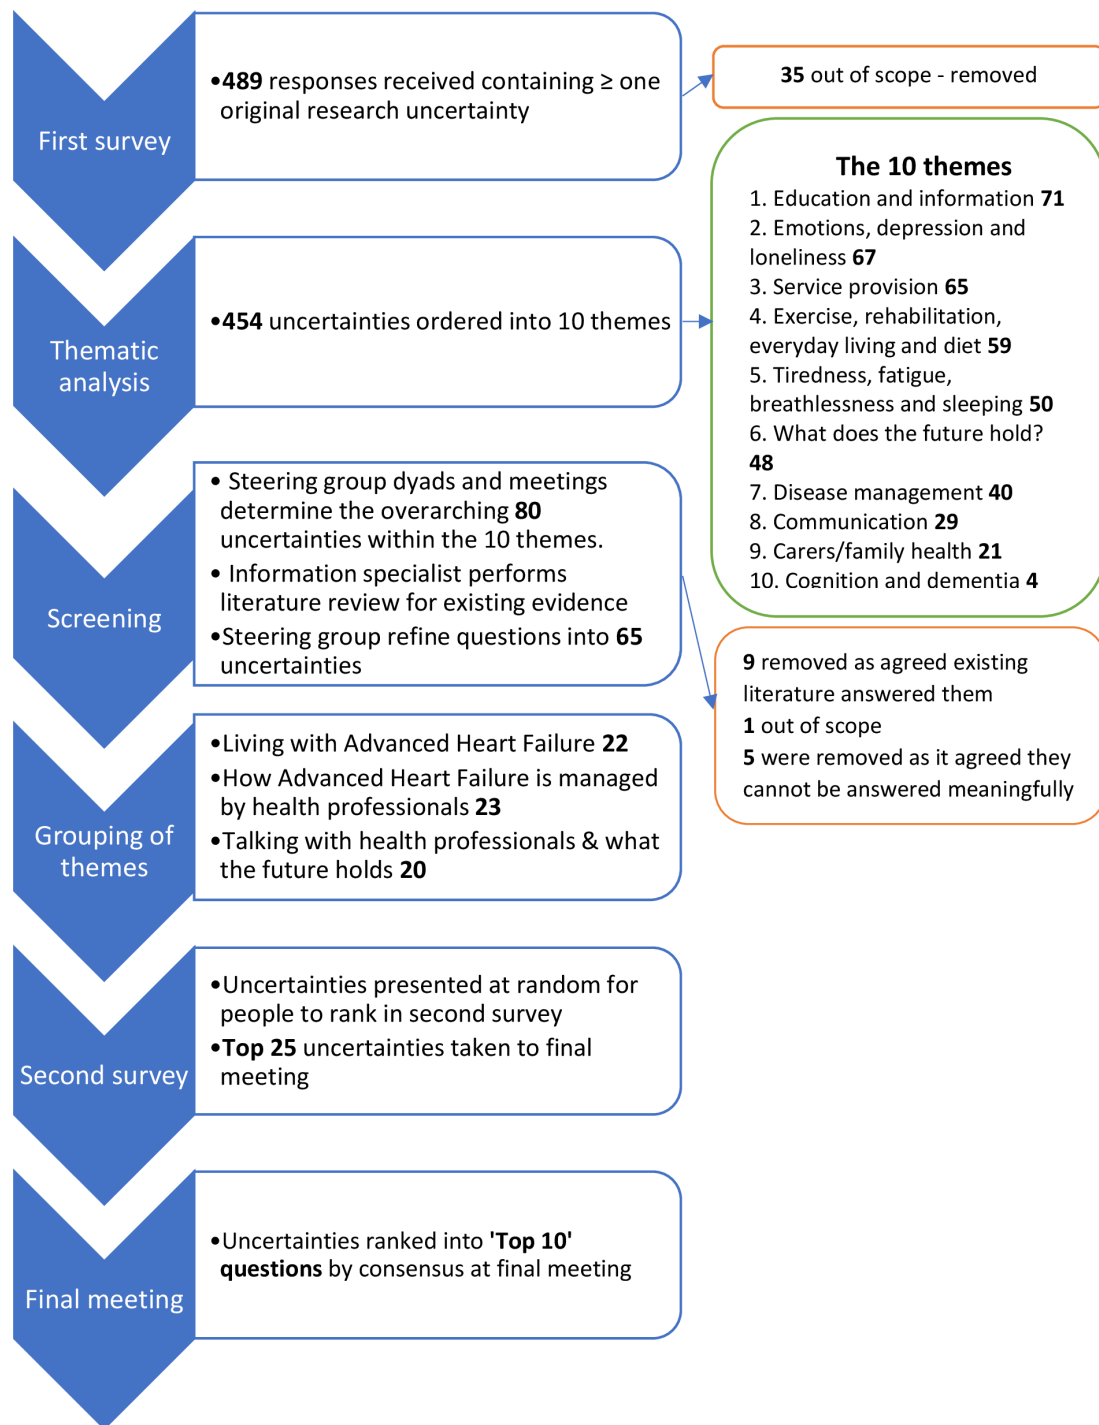 First survey
•489 responses received containing ≥ one
original research uncertainty
35 out of scope - removed
Thematic
analysis
•454 uncertainties ordered into 10 themes
The 10 themes
1. Education and information 71
2. Emotions, depression and
loneliness 67
3. Service provision 65
4. Exercise, rehabilitation,
everyday living and diet 59
5. Tiredness, fatigue,
breathlessness and sleeping 50
6. What does the future hold?
48
7. Disease management 40
8. Communication 29
9. Carers/family health 21
10. Cognition and dementia 4
Screening
• Steering group dyads and meetings
determine the overarching 80
uncertainties within the 10 themes.
• Information specialist performs
literature review for existing evidence
•Steering group refine questions into 65
uncertainties
9 removed as agreed existing
literature answered them
1 out of scope
5 were removed as it agreed they
cannot be answered meaningfully
Grouping of
themes
•Living with Advanced Heart Failure 22
•How Advanced Heart Failure is managed
by health professionals 23
•Talking with health professionals & what
the future holds 20
Second survey
•Uncertainties presented at random for
people to rank in second survey
•Top 25 uncertainties taken to final
meeting
Final meeting
•Uncertainties ranked into 'Top 10'
questions by consensus at final meeting